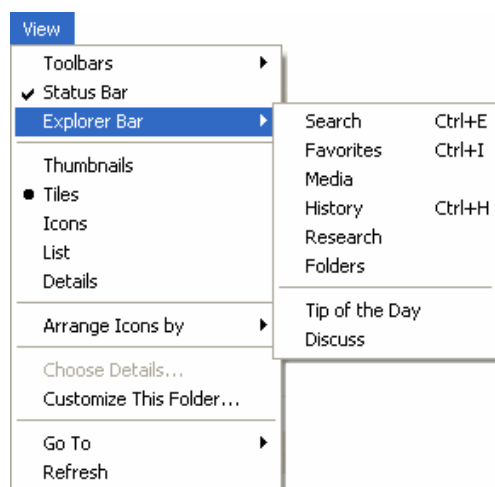 View
Toolbars
Status Bar
Explorer Bar
Thumbnails
Tiles
Icons
List
Details
Arrange Icons by
Choose Details...
Customize This Folder...
Go To
Refresh
Search Ctrl+E
Favorites Ctrl+I
Media
History Ctrl+H
Research
Folders
Tip of the Day
Discuss